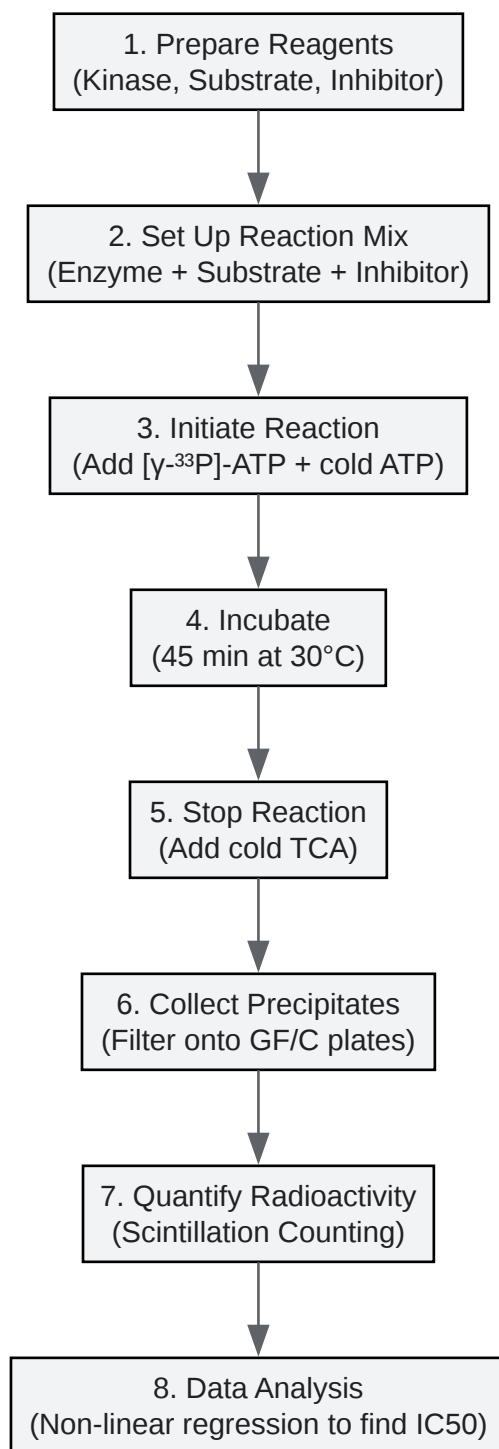 1. Prepare Reagents
(Kinase, Substrate, Inhibitor)
2. Set Up Reaction Mix
(Enzyme + Substrate + Inhibitor)
3. Initiate Reaction
(Add [γ-³³P]-ATP + cold ATP)
4. Incubate
(45 min at 30°C)
5. Stop Reaction
(Add cold TCA)
6. Collect Precipitates
(Filter onto GF/C plates)
7. Quantify Radioactivity
(Scintillation Counting)
8. Data Analysis
(Non-linear regression to find IC50)